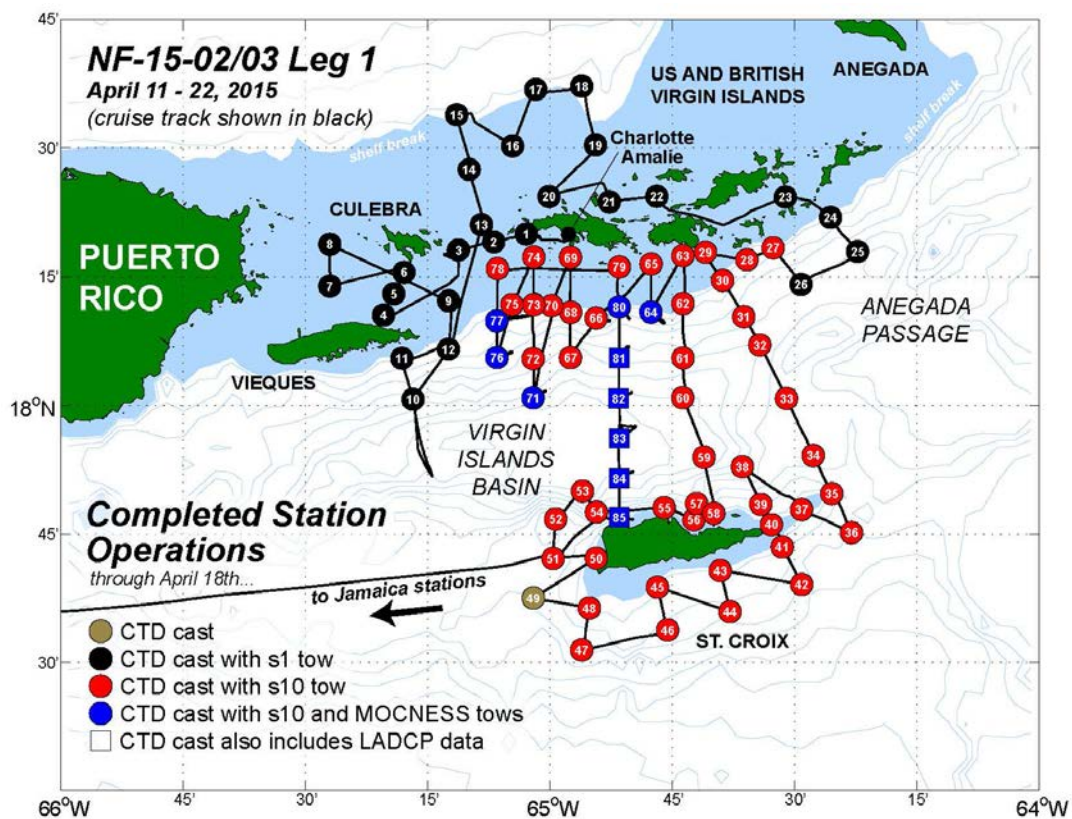 45'
NF-15-02/03 Leg 1
April 11 - 22, 2015
(cruise track shown in black)
US AND BRITISH
VIRGIN ISLANDS
ANEGADA
shelf break
shelf break
Charlotte
Amalie
30'
CULEBRA
PUERTO
RICO
15'
VIEQUES
ANEGADA
PASSAGE
18°N
VIRGIN
ISLANDS
BASIN
45'
Completed Station
Operations
through April 18th...
to Jamaica stations
ST. CROIX
30'
CTD cast
CTD cast with s1 tow
CTD cast with s10 tow
CTD cast with s10 and MOCNESS tows
CTD cast also includes LADCP data
66°W
45'
30'
15'
65°W
45'
30'
15'
64°W
1
2
3
4
5
6
7
8
9
10
11
12
13
14
15
16
17
18
19
20
21
22
23
24
25
26
27
28
29
30
31
32
33
34
35
36
37
38
39
40
41
42
43
44
45
46
47
48
49
50
51
52
53
54
55
56
57
58
59
60
61
62
63
64
65
66
67
68
69
70
71
72
73
74
75
76
77
78
79
80
81
82
83
84
85